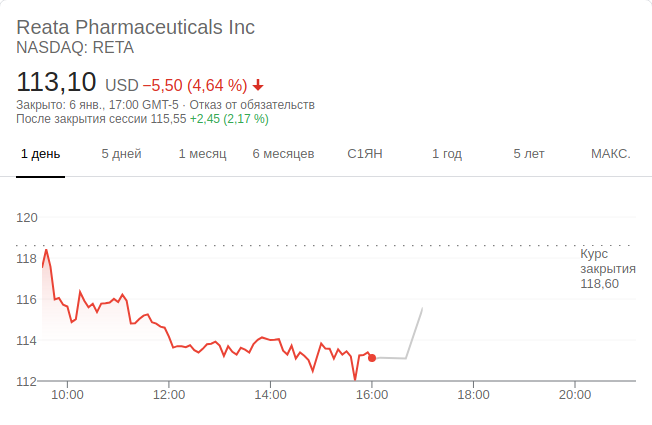 Reata Pharmaceuticals Inc
NASDAQ: RETA
113,10 USD −5,50 (4,64 %)
Закрыто: 6 янв., 17:00 GMT-5 · Отказ от обязательств
После закрытия сессии 115,55 +2,45 (2,17 %)
1 день 5 дней 1 месяц 6 месяцев С1ЯН 1 год 5 лет МАКС.
120
Курс
118
закрытия
118,60
116
114
112
10:00 12:00 14:00 16:00 18:00 20:00